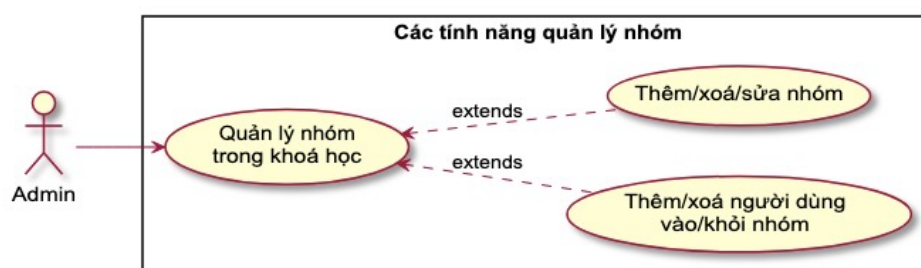 Các tính năng quản lý nhóm
Admin
Quản lý nhóm
trong khoá học
extends
extends
Thêm/xoá/sửa nhóm
Thêm/xoá người dùng
vào/khỏi nhóm